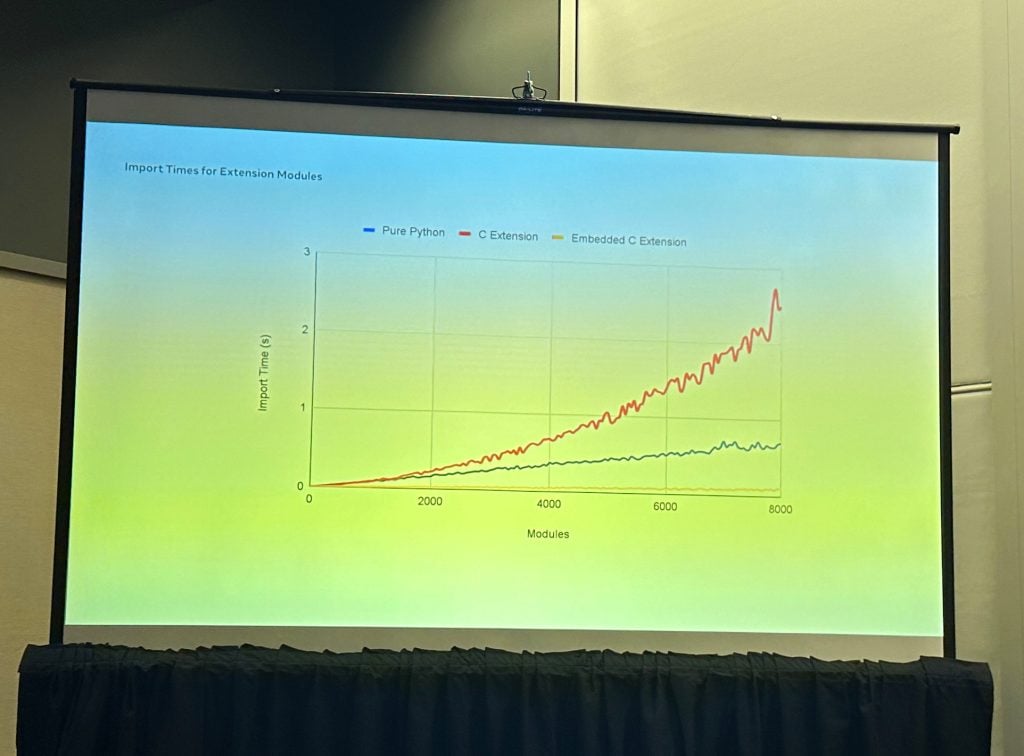 Import Times for Extension Modules
Pure Python C Extension Embedded C Extension
3
2
1
0
Import Time (s)
0 2000 4000 6000 8000
Modules